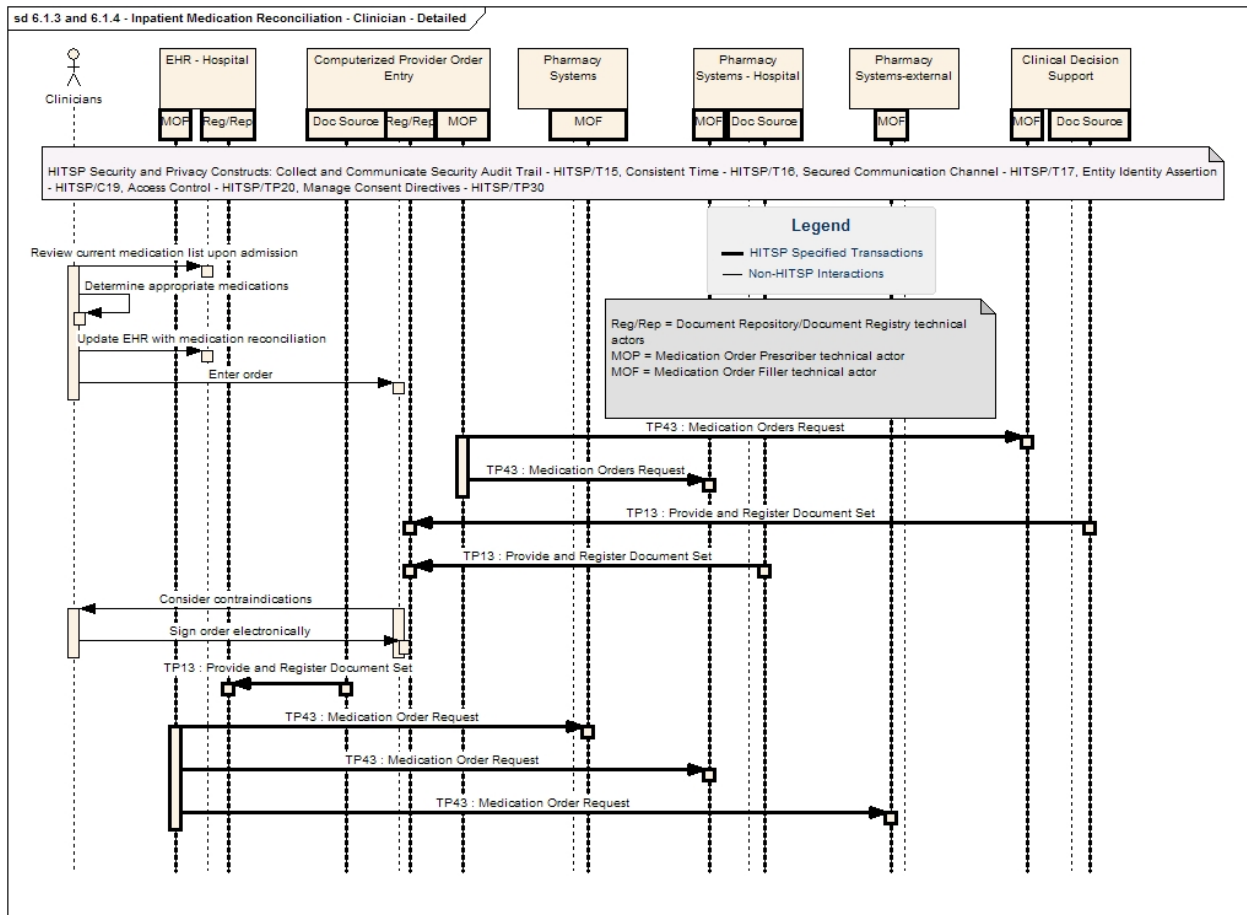 sd 6.1.3 and 6.1.4 - Inpatient Medication Reconciliation - Clinician - Detailed
Clinicians
EHR - Hospital
MOP
Reg/Rep
Computerized Provider Order
Entry
Doc Source
Reg/Rep
MOP
Pharmacy
Systems
MOF
Pharmacy
Systems - Hospital
MOF
Doc Source
Pharmacy
Systems-external
MOF
Clinical Decision
Support
MOF
Doc Source
HITSP Security and Privacy Constructs: Collect and Communicate Security Audit Trail - HITSP/T15, Consistent Time - HITSP/T16, Secured Communication Channel - HITSP/T17, Entity Identity Assertion
- HITSP/C19, Access Control - HITSP/TP20, Manage Consent Directives - HITSP/TP30
Legend
HITSP Specified Transactions
Non-HITSP Interactions
Review current medication list upon admission
Determine appropriate medications
Reg/Rep = Document Repository/Document Registry technical
actors
MOP = Medication Order Prescriber technical actor
MOF = Medication Order Filler technical actor
Update EHR with medication reconciliation
Enter order
TP43 : Medication Orders Request
TP43 : Medication Orders Request
TP13 : Provide and Register Document Set
TP13 : Provide and Register Document Set
Consider contraindications
Sign order electronically
TP13 : Provide and Register Document Set
TP43 : Medication Order Request
TP43 : Medication Order Request
TP43 : Medication Order Request